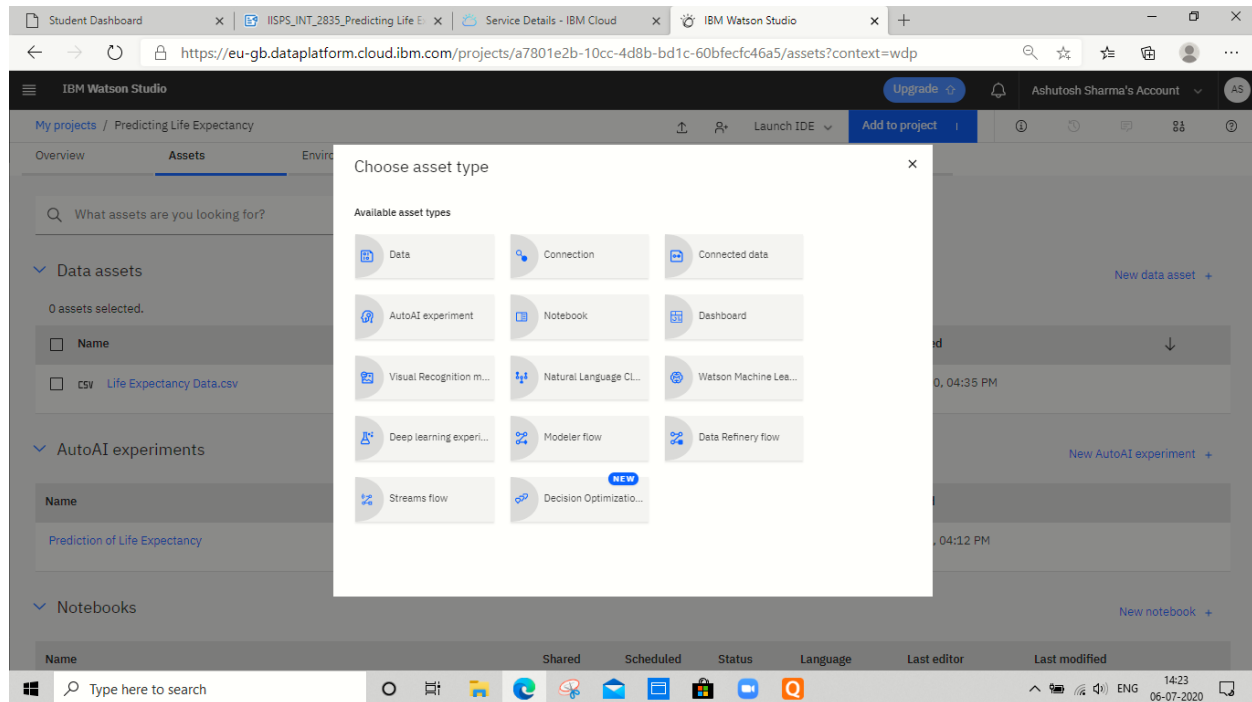 Student Dashboard
IISPS_INT_2835_Predicting Life E
Service Details - IBM Cloud
IBM Watson Studio
https://eu-gb.dataplatform.cloud.ibm.com/projects/a7801e2b-10cc-4d8b-bd1c-60bfecfc46a5/assets?context=wdp
IBM Watson Studio
Upgrade
Ashutosh Sharma's Account
AS
My projects / Predicting Life Expectancy
Launch IDE
Add to project
Overview
Assets
Enviro
Choose asset type
What assets are you looking for?
Available asset types
Data
Connection
Connected data
Data assets
New data asset +
0 assets selected.
AutoAI experiment
Notebook
Dashboard
Name
ed
CSV Life Expectancy Data.csv
Visual Recognition m...
Natural Language Cl...
Watson Machine Lea...
0, 04:35 PM
AutoAI experiments
Deep learning experi...
Modeler flow
Data Refinery flow
New AutoAI experiment +
NEW
Name
Streams flow
Decision Optimizatio...
Prediction of Life Expectancy
, 04:12 PM
Notebooks
New notebook +
Name
Shared
Scheduled
Status
Language
Last editor
Last modified
Type here to search
ENG
14:23
06-07-2020